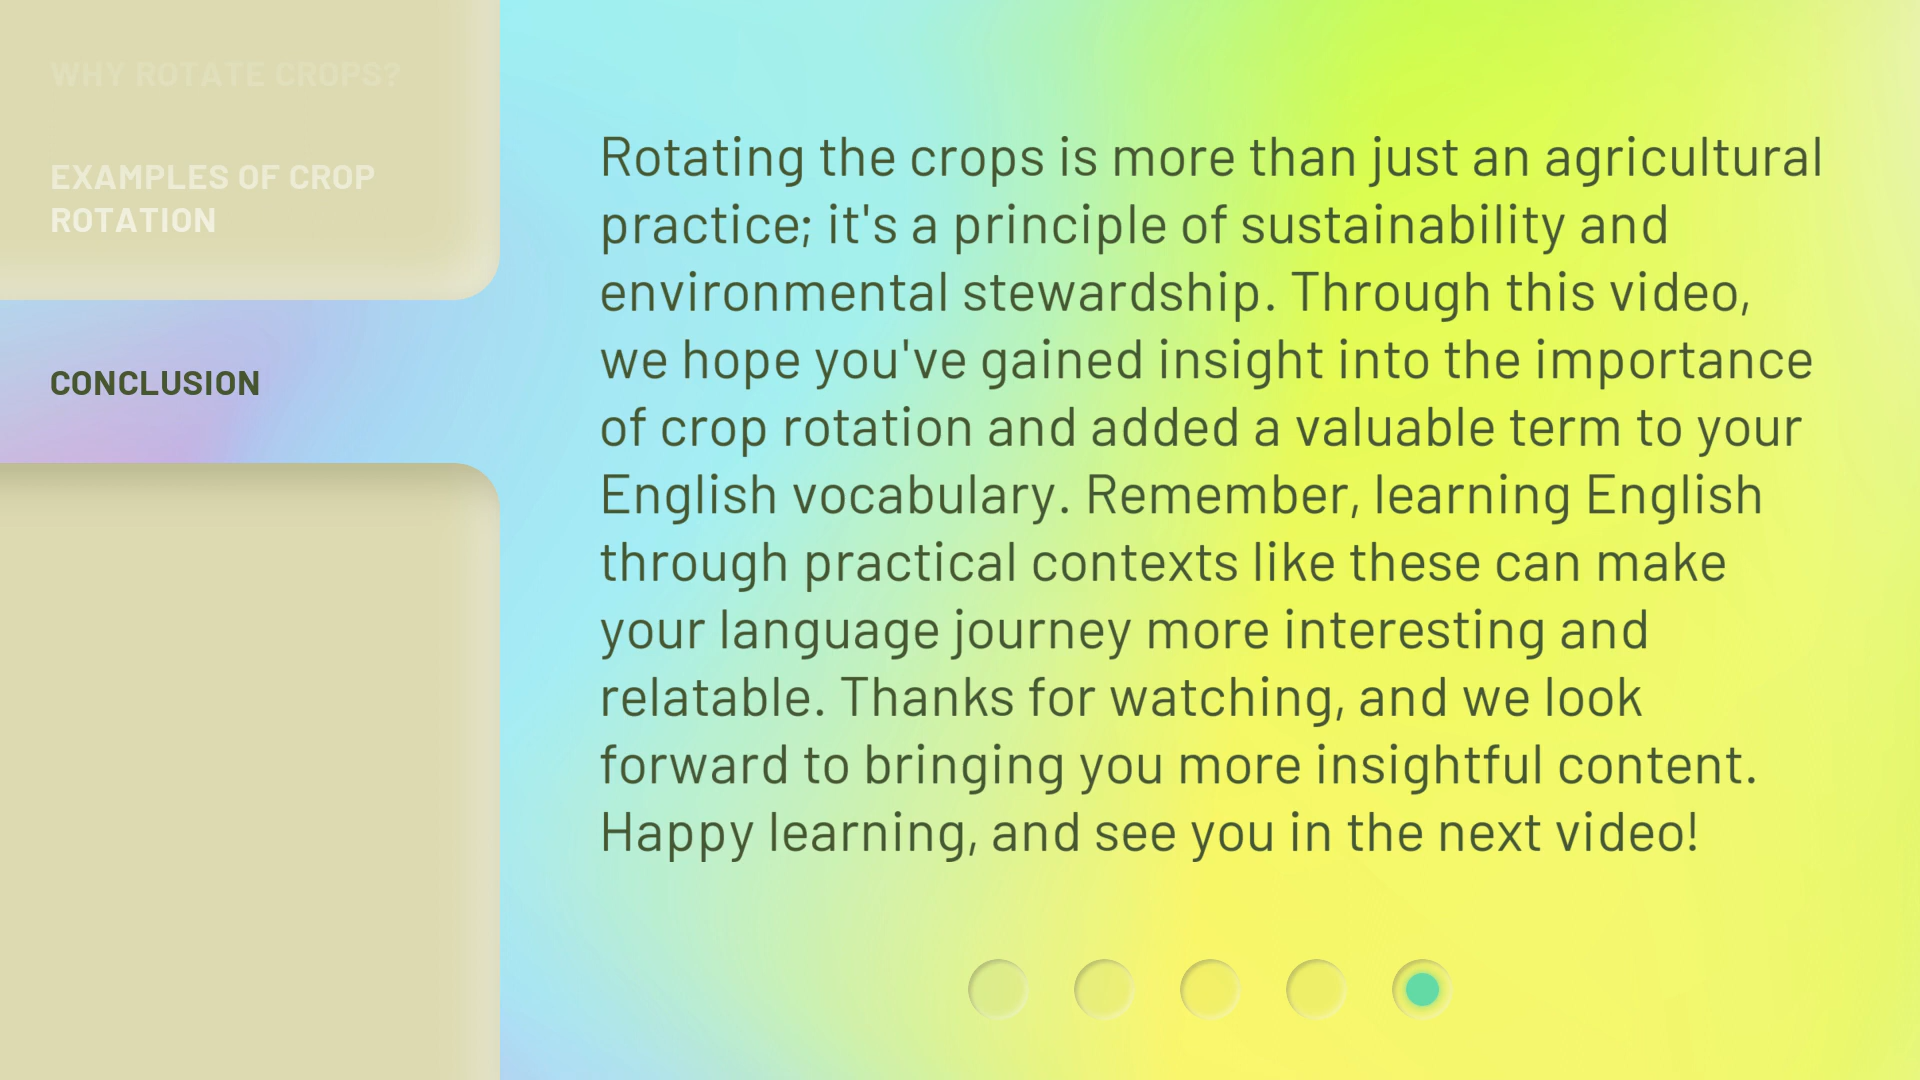 WHY ROTATE CROPS?
EXAMPLES OF CROP
ROTATION
CONCLUSION
Rotating the crops is more than just an agricultural
practice; it's a principle of sustainability and
environmental stewardship. Through this video,
we hope you've gained insight into the importance
of crop rotation and added a valuable term to your
English vocabulary. Remember, learning English
through practical contexts like these can make
your language journey more interesting and
relatable. Thanks for watching, and we look
forward to bringing you more insightful content.
Happy learning, and see you in the next video!